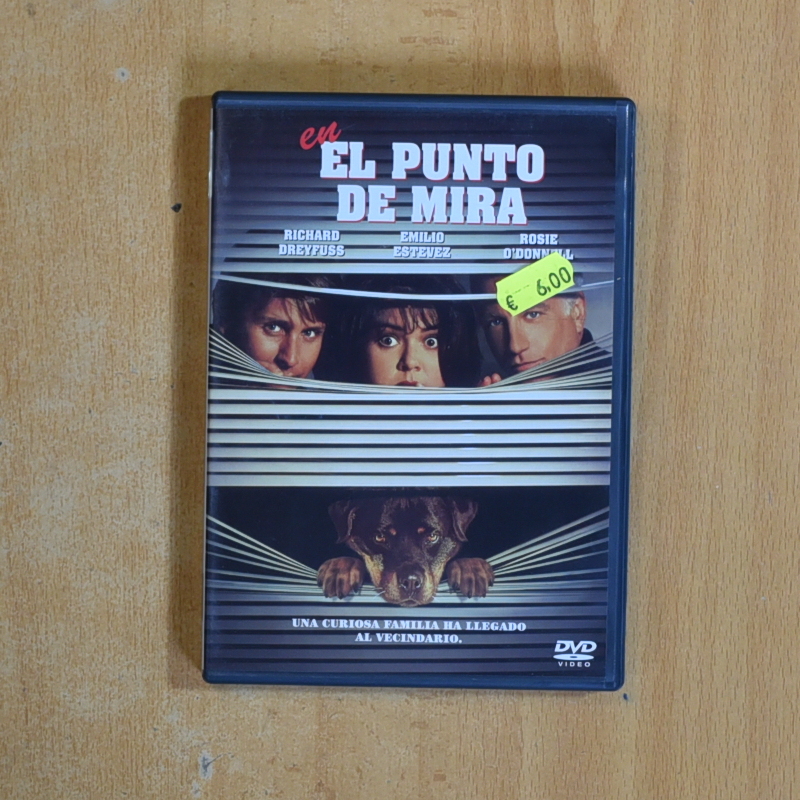 en
EL PUNTO
DE MIRA
RICHARD DREYFUSS
EMILIO ESTEVEZ
ROSIE
€ 6,00
UNA CURIOSA FAMILIA HA LLEGADO
AL VECINDARIO.
DVD
VIDEO